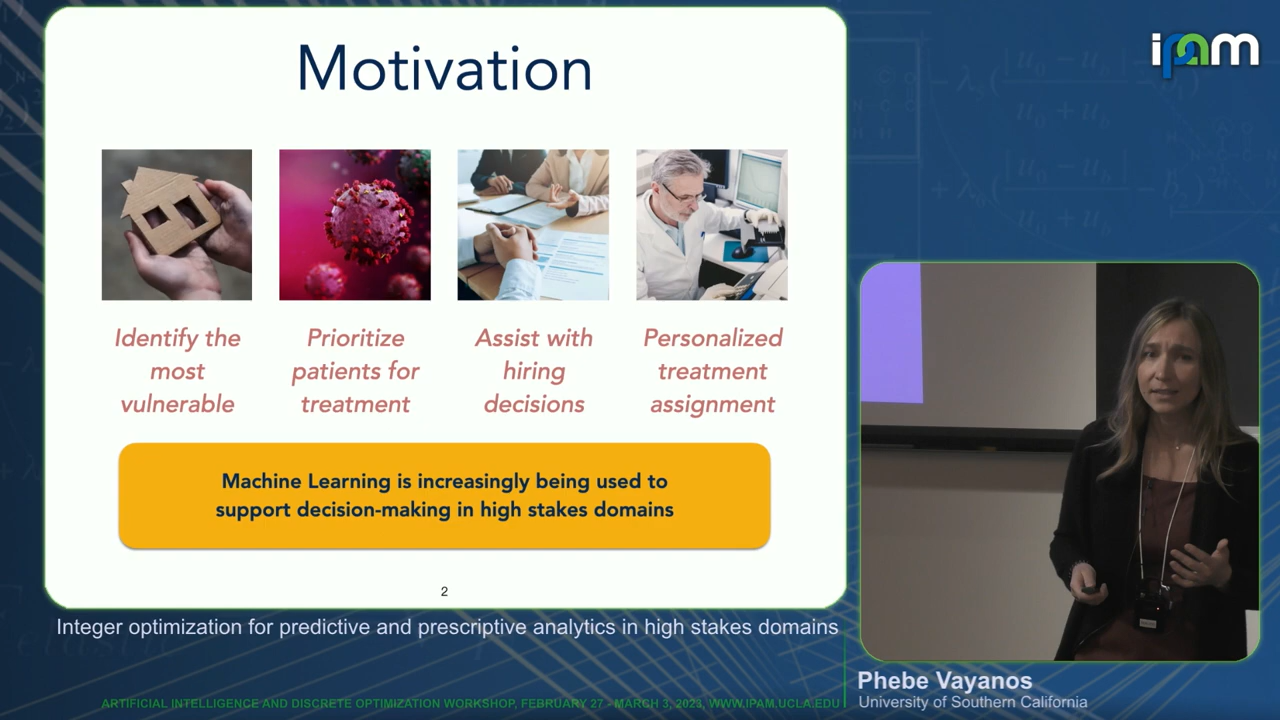 Motivation
ipam
Identify the
most
vulnerable
Prioritize
patients for
treatment
Assist with
hiring
decisions
Personalized
treatment
assignment
Machine Learning is increasingly being used to
support decision-making in high stakes domains
2
Integer optimization for predictive and prescriptive analytics in high stakes domains
Phebe Vayanos
University of Southern California
ARTIFICIAL INTELLIGENCE AND DISCRETE OPTIMIZATION WORKSHOP, FEBRUARY 27 - MARCH 3, 2023, WWW.IPAM.UCLA.EDU